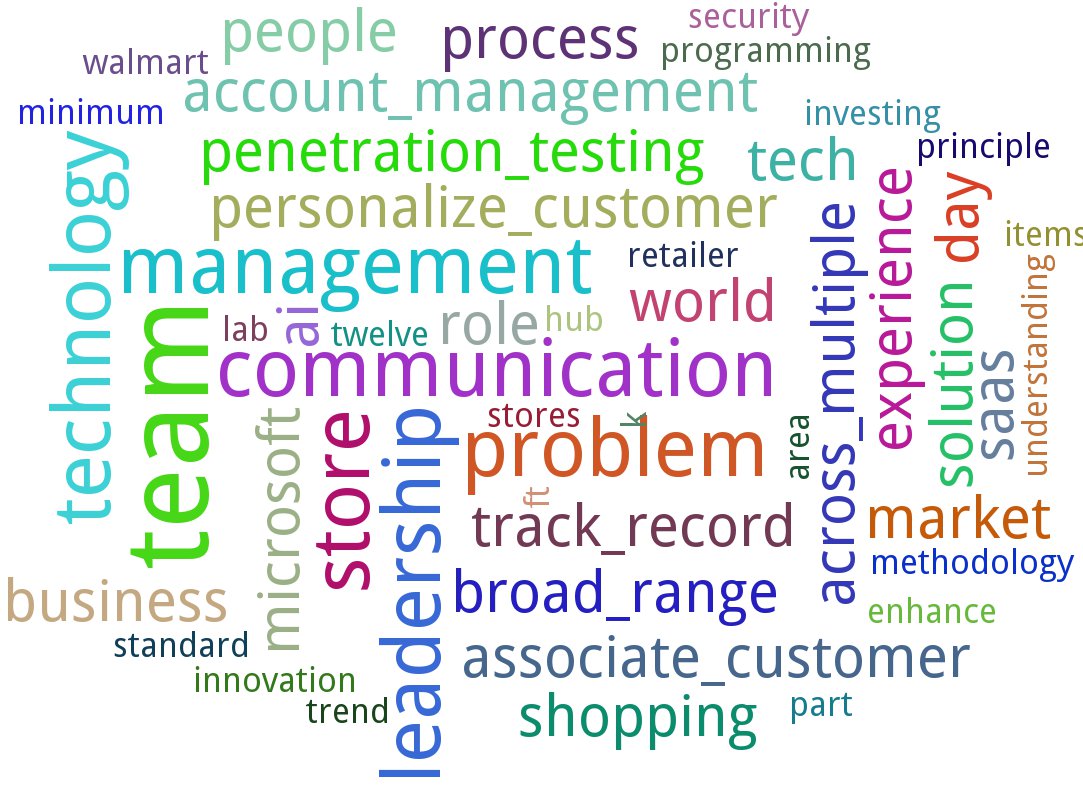 security
people
process
programming
walmart
account_management
minimum
investing
principle
penetration_testing
tech
technology
personalize_customer
experience
day
across_multiple
items
management
retailer
understanding
world
solution
team
lab
ai
twelve
role
hub
communication
saas
microsoft
store
leadership
stores
k
problem
area
ft
track_record
market
methodology
business
broad_range
enhance
standard
associate_customer
innovation
trend
shopping
part